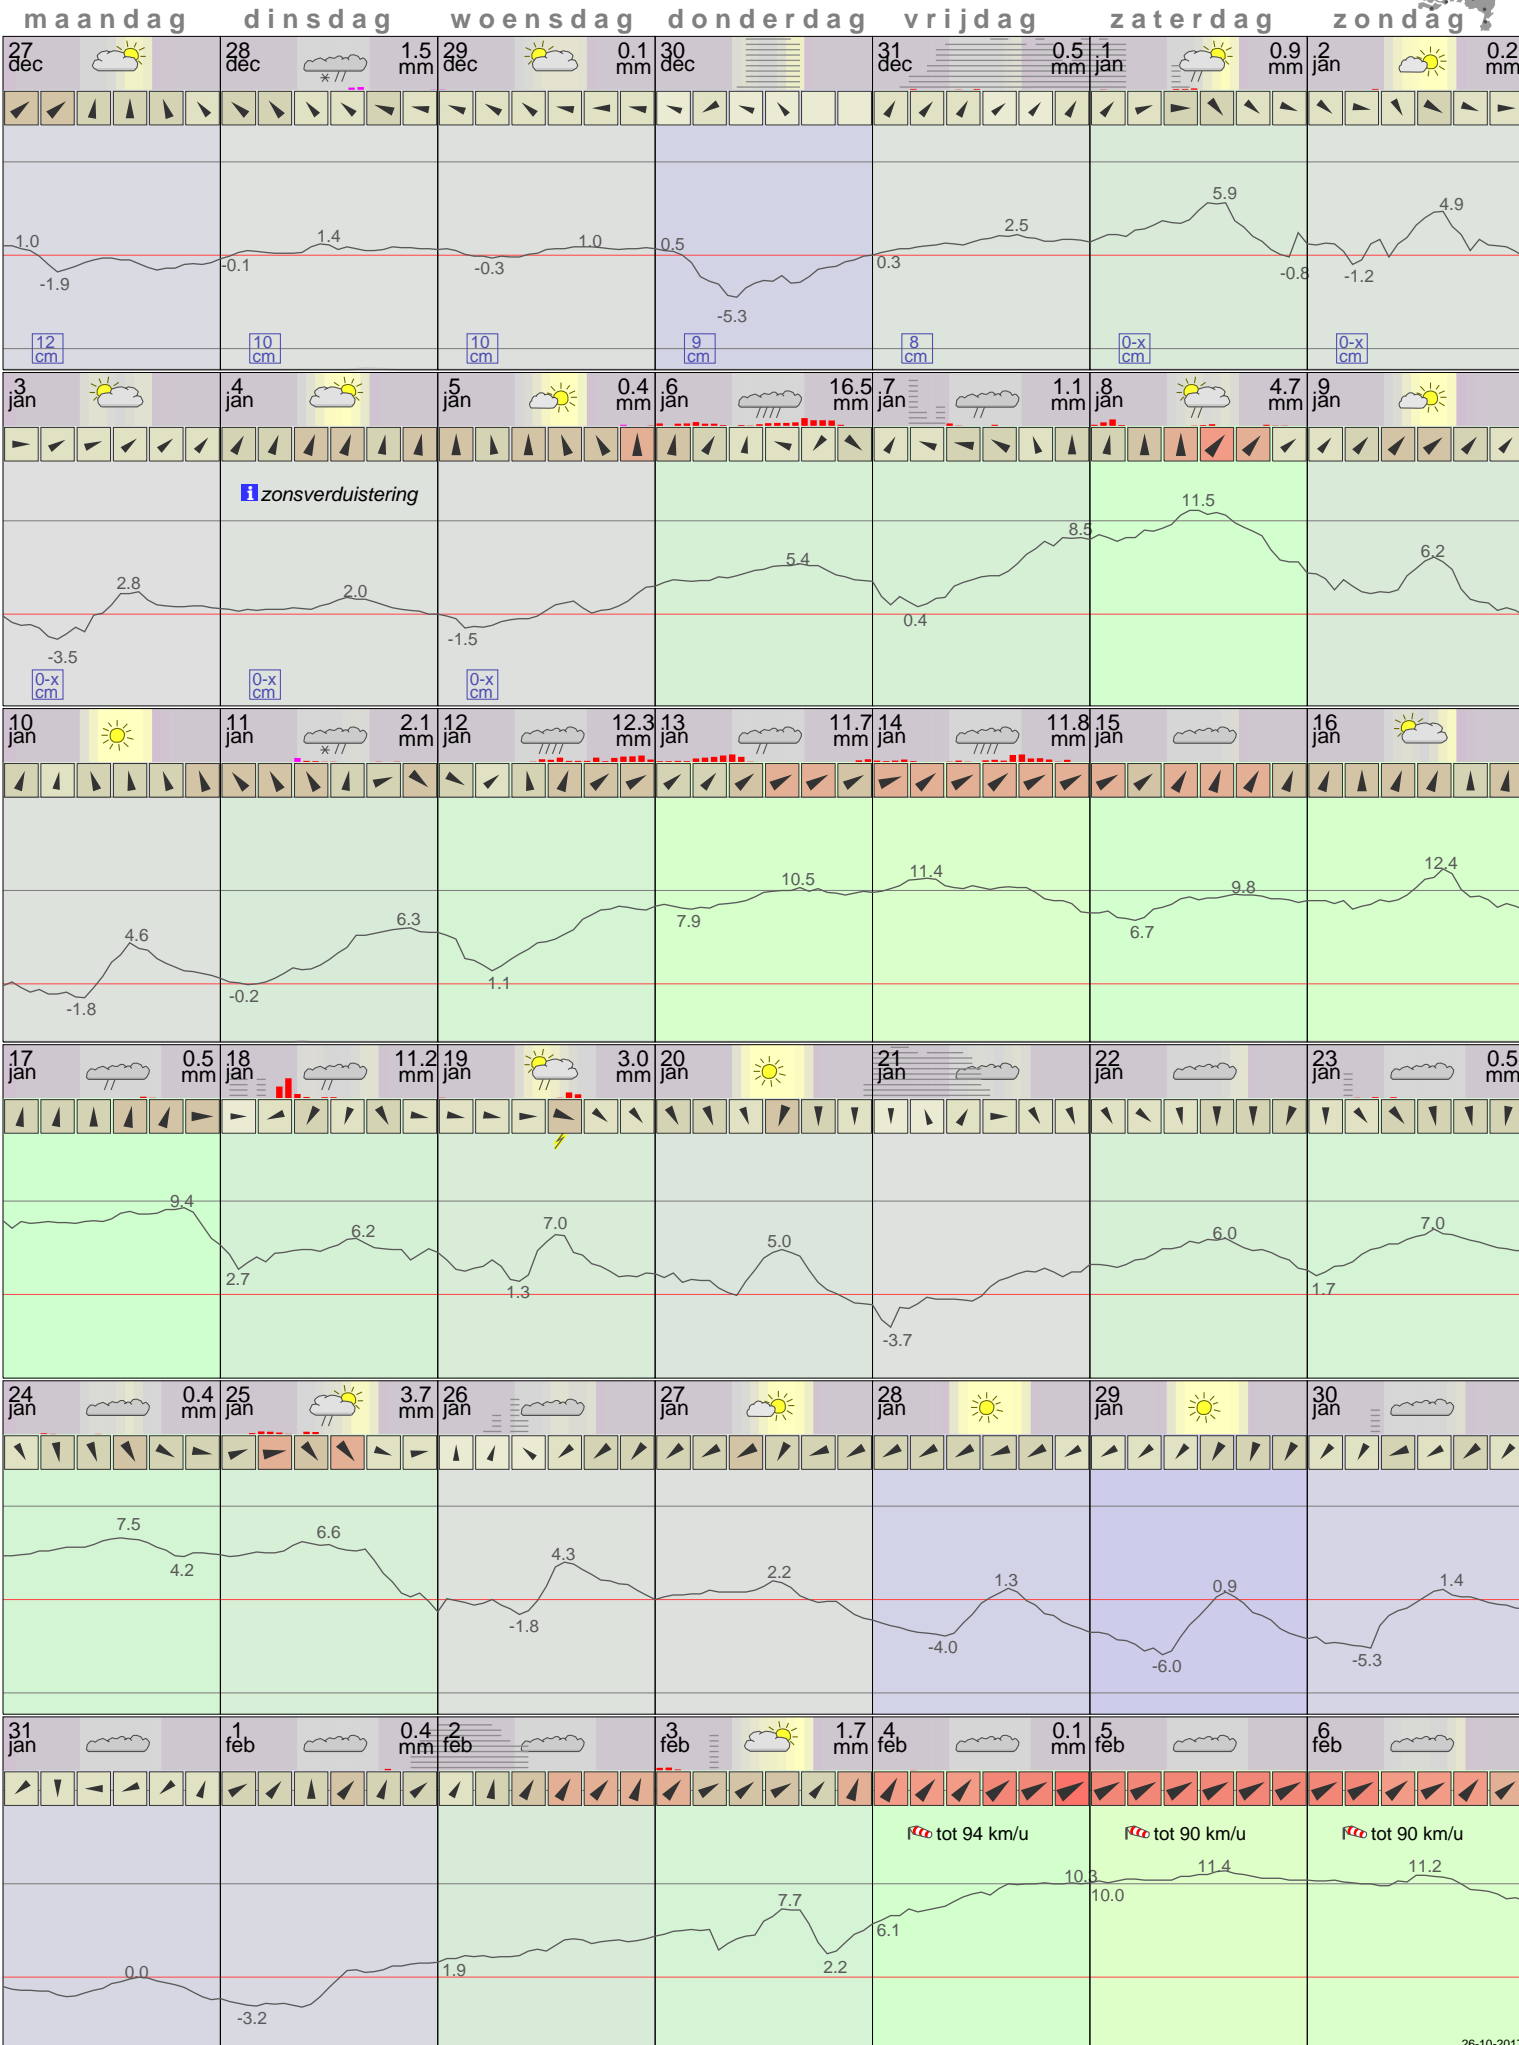 maandag dinsdag woensdag donderdag vrijdag zaterdag zondag
27 dec 28 dec 1.5 mm 29 dec 0.1 mm 30 dec 31 dec 0.5 mm 1 jan 0.9 mm 2 jan 0.2 mm
1.0 -1.9 -0.1 1.4 -0.3 1.0 0.5 -5.3 0.3 2.5 5.9 -0.8 -1.2 4.9
12 cm 10 cm 10 cm 9 cm 8 cm 0-x cm 0-x cm
3 jan 4 jan 5 jan 0.4 mm 6 jan 16.5 mm 7 jan 1.1 mm 8 jan 4.7 mm 9 jan
i zonsverduistering
-3.5 2.8 2.0 -1.5 5.4 0.4 8.5 11.5 6.2
0-x cm 0-x cm 0-x cm
10 jan 11 jan 2.1 mm 12 jan 12.3 mm 13 jan 11.7 mm 14 jan 11.8 mm 15 jan 16 jan
-1.8 4.6 -0.2 6.3 1.1 7.9 10.5 11.4 6.7 9.8 12.4
17 jan 0.5 mm 18 jan 11.2 mm 19 jan 3.0 mm 20 jan 21 jan 22 jan 23 jan 0.5 mm
9.4 2.7 6.2 1.3 7.0 5.0 -3.7 6.0 1.7 7.0
24 jan 0.4 mm 25 jan 3.7 mm 26 jan 27 jan 28 jan 29 jan 30 jan
7.5 4.2 6.6 -1.8 4.3 2.2 -4.0 1.3 -6.0 0.9 -5.3 1.4
31 jan 1 feb 0.4 mm 2 feb 3 feb 1.7 mm 4 feb 0.1 mm 5 feb 6 feb
tot 94 km/u tot 90 km/u tot 90 km/u
0.0 -3.2 1.9 7.7 2.2 6.1 10.3 10.0 11.4 11.2
26-10-2017